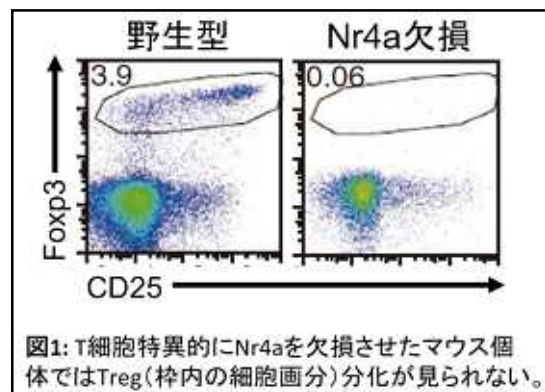 野生型
Nr4a欠損
3.9
0.06
Foxp3
CD25
図1: T細胞特異的にNr4aを欠損させたマウス個
体ではTreg(枠内の細胞画分)分化が見られない。